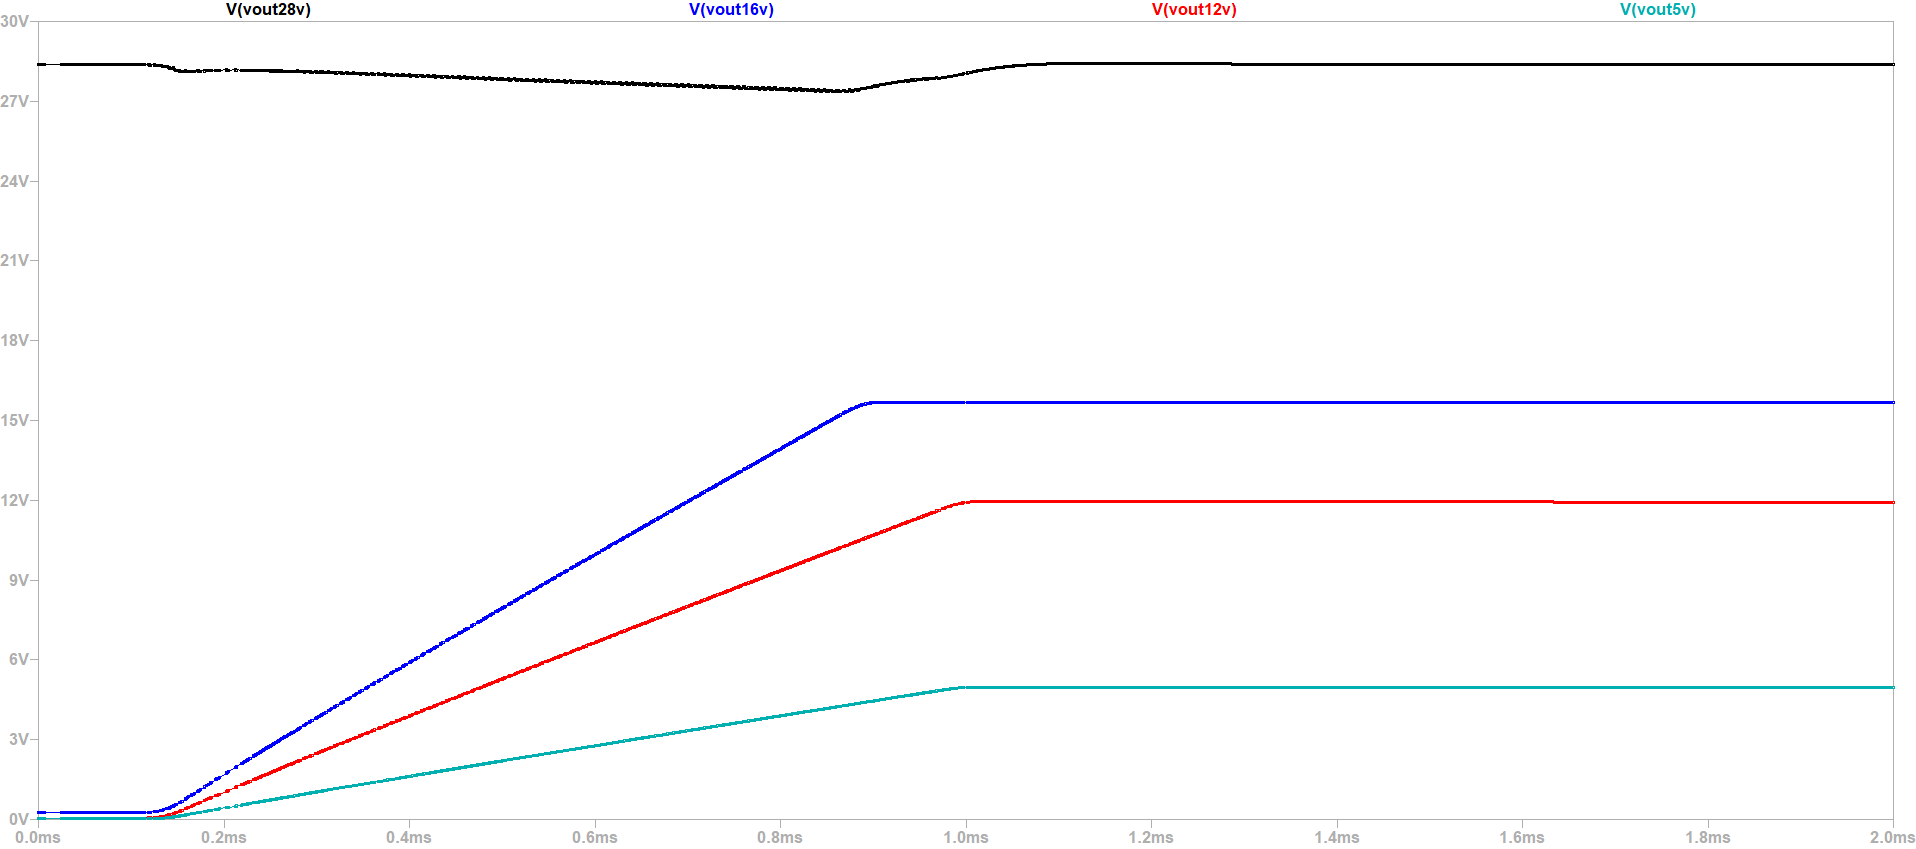 V(vout28v) V(vout16v) V(vout12v) V(vout5v)
30V
27V
24V
21V
18V
15V
12V
9V
6V
3V
0V
0.0ms 0.2ms 0.4ms 0.6ms 0.8ms 1.0ms 1.2ms 1.4ms 1.6ms 1.8ms 2.0ms